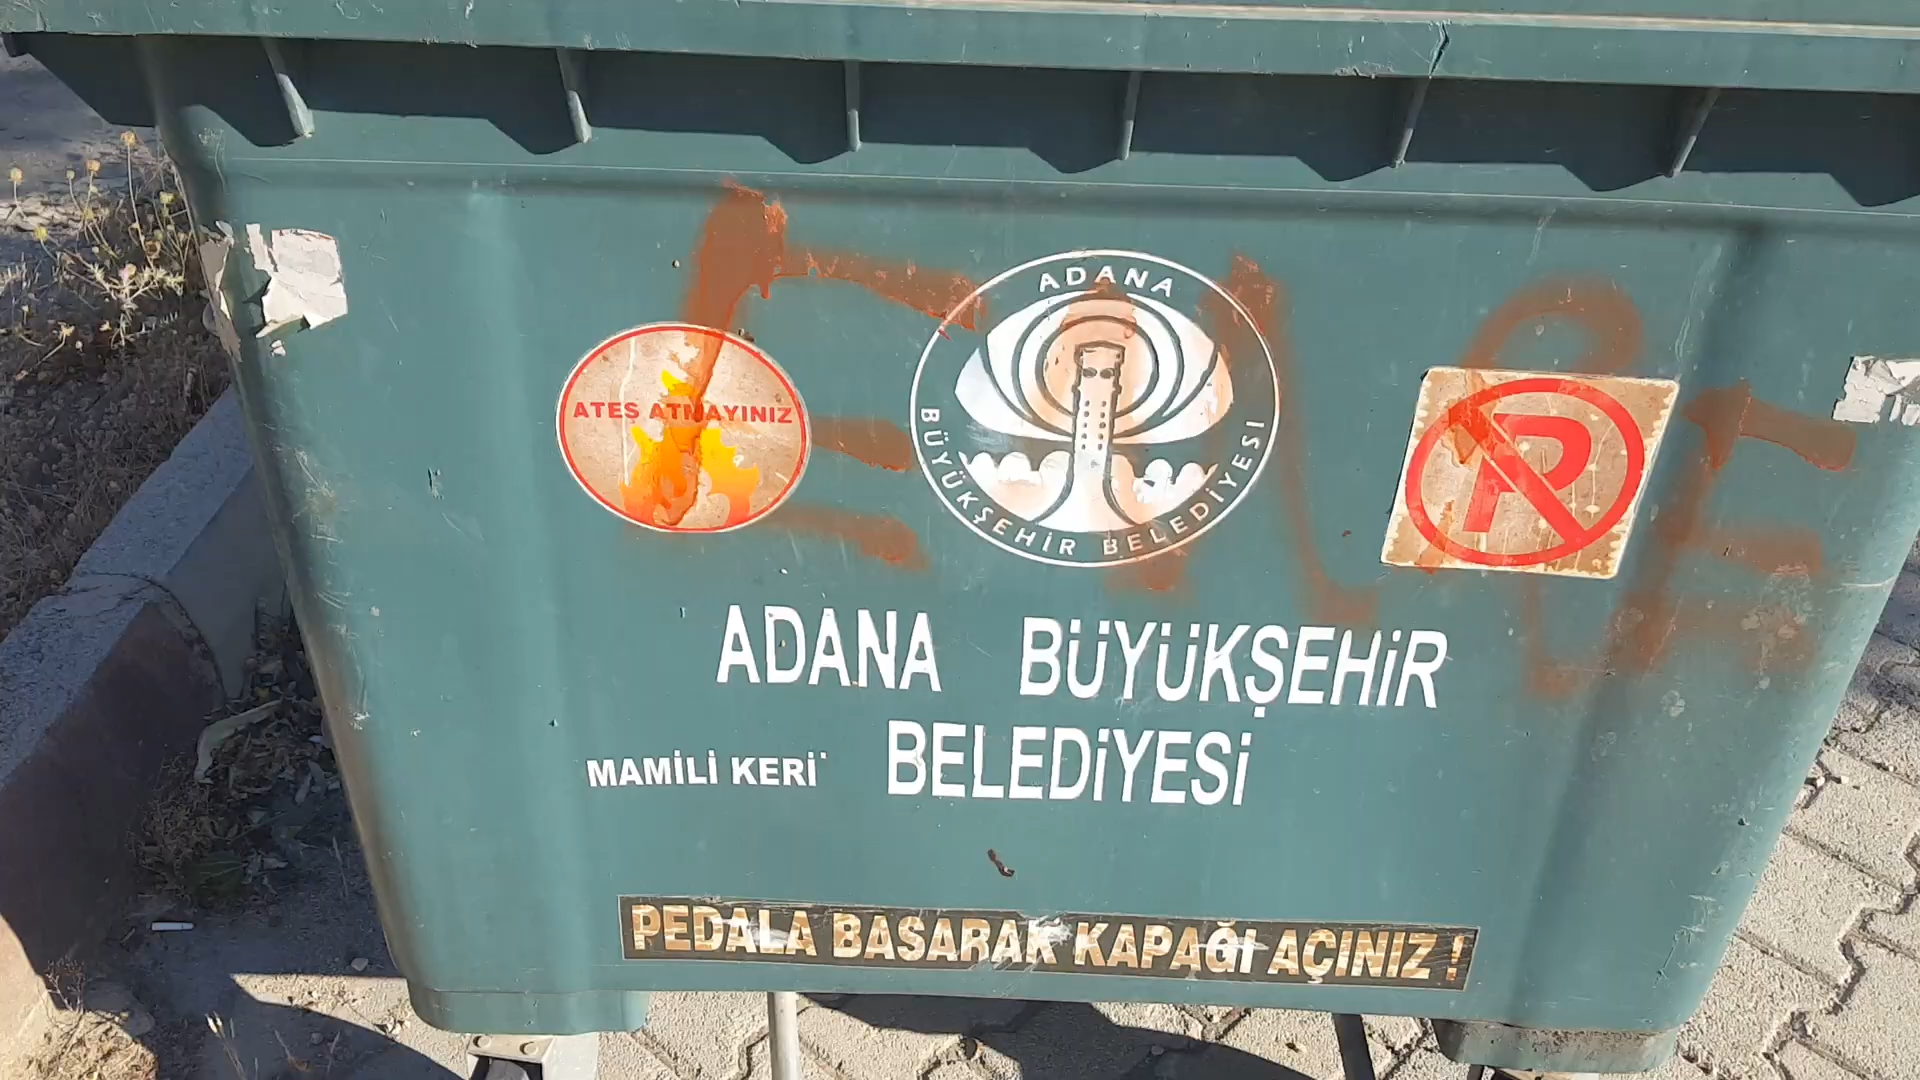 ADANA
BÜYÜKŞEHİR BELEDİYESİ
ATEŞ ATMAYINIZ
P
ADANA BÜYÜKŞEHİR
BELEDİYESİ
MAMİLİ KERİ
PEDALA BASARAK KAPAĞI AÇINIZ !